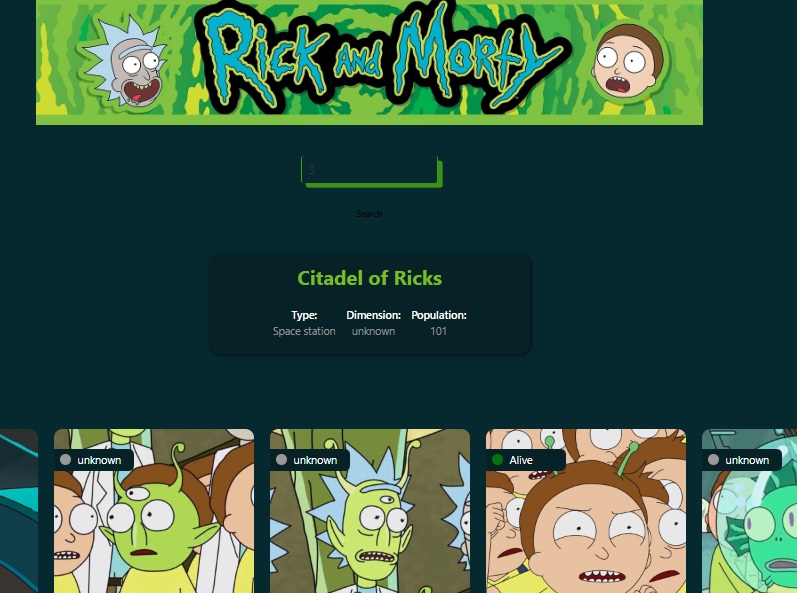 Rick and Morty
3
Search
Citadel of Ricks
Type: Dimension: Population:
Space station unknown 101
unknown unknown Alive unknown